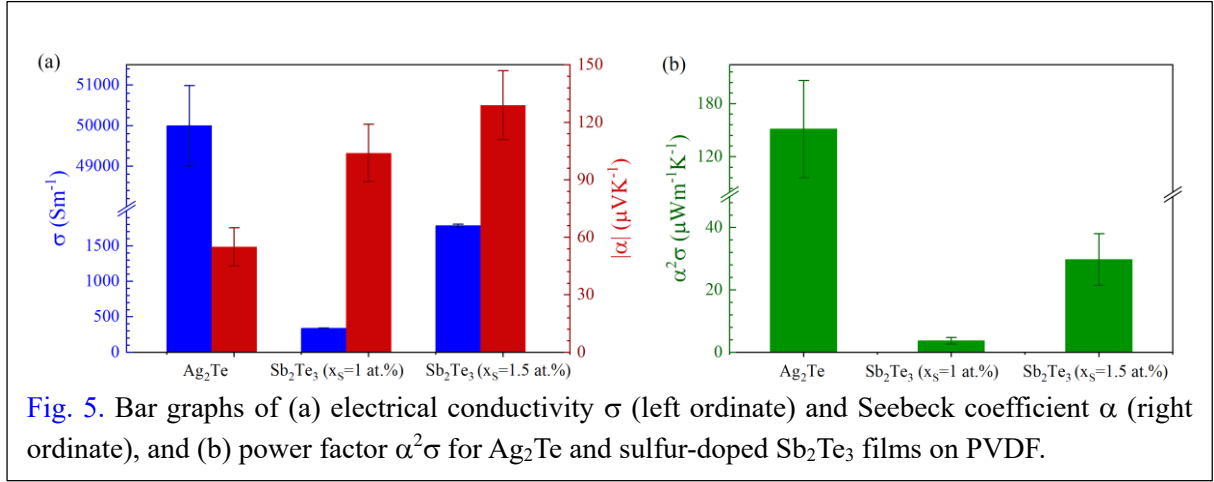 (a)
51000
50000
49000
1500
1000
500
0
σ (Sm⁻¹)
150
120
90
60
30
0
|α| (μVK⁻¹)
Ag₂Te
Sb₂Te₃ (xₛ=1 at.%)
Sb₂Te₃ (xₛ=1.5 at.%)
(b)
180
120
40
20
0
α²σ (μWm⁻¹K⁻¹)
Ag₂Te
Sb₂Te₃ (xₛ=1 at.%)
Sb₂Te₃ (xₛ=1.5 at.%)
Fig. 5. Bar graphs of (a) electrical conductivity σ (left ordinate) and Seebeck coefficient α (right
ordinate), and (b) power factor α²σ for Ag₂Te and sulfur-doped Sb₂Te₃ films on PVDF.